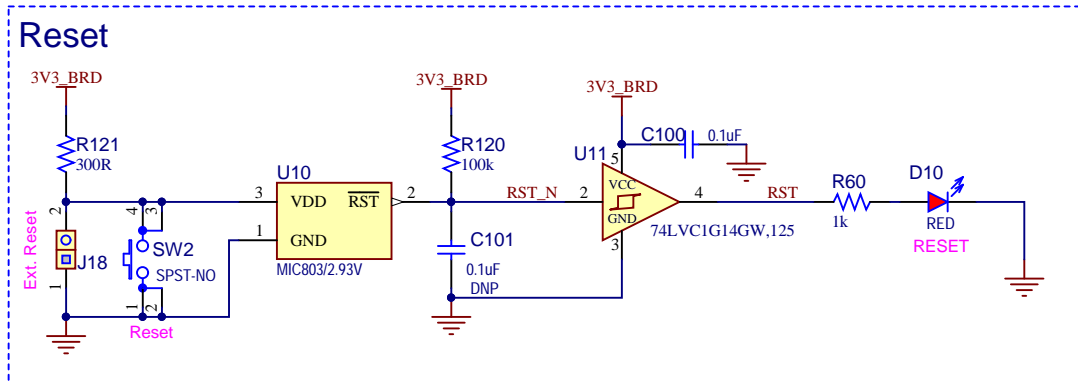 Reset
3V3_BRD
3V3_BRD
3V3_BRD
R121
300R
R120
100k
C100
0.1uF
U11
5
U10
3
VDD
RST
2
RST_N
2
VCC
GND
4
RST
R60
1k
D10
RED
RESET
74LVC1G14GW,125
3
1
GND
MIC803/2.93V
C101
0.1uF
DNP
2
4
3
Ext. Reset
J18
SW2
SPST-NO
1
1
2
Reset